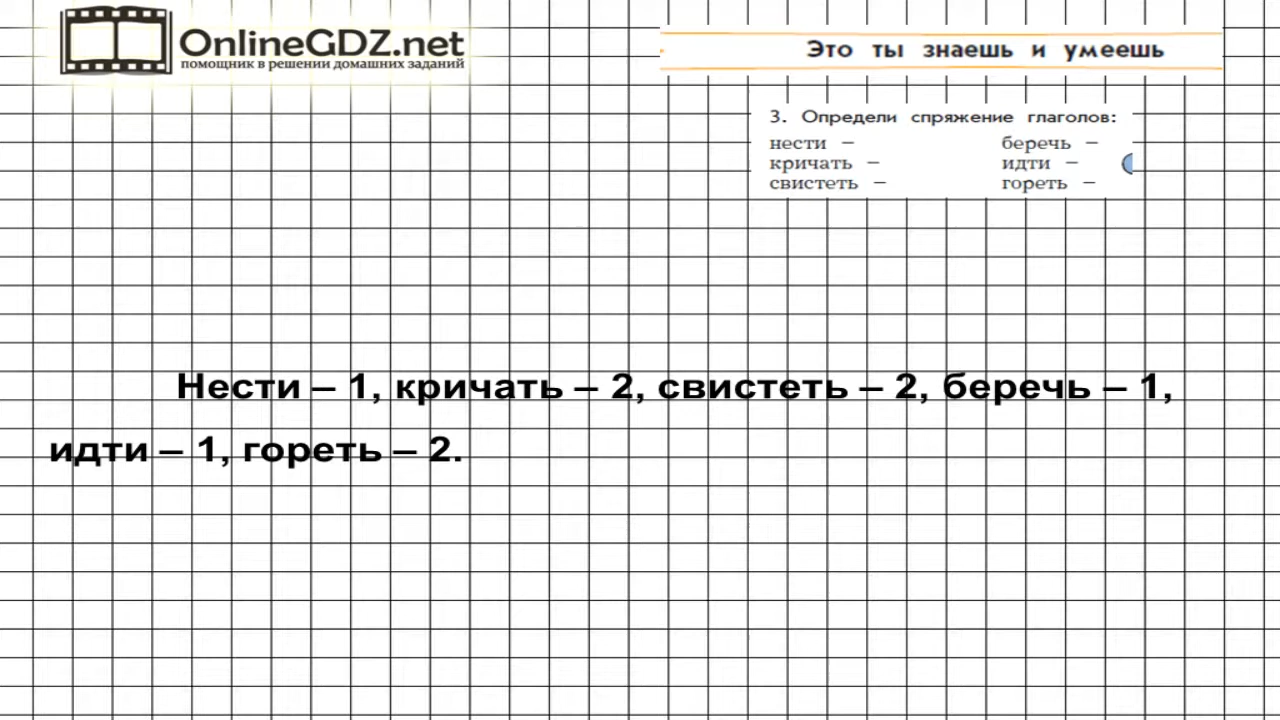 OnlineGDZ.net
помощник в решении домашних заданий
Это ты знаешь и умеешь
3. Определи спряжение глаголов:
нести – беречь –
кричать – идти –
свистеть – гореть –
Нести – 1, кричать – 2, свистеть – 2, беречь – 1,
идти – 1, гореть – 2.